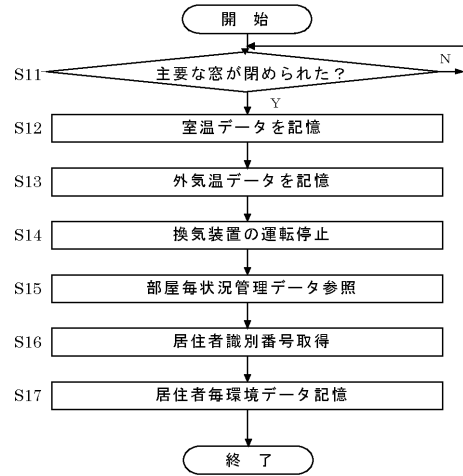 開 始
S11 主要な窓が閉められた？ N
Y
S12 室温データを記憶
S13 外気温データを記憶
S14 換気装置の運転停止
S15 部屋毎状況管理データ参照
S16 居住者識別番号取得
S17 居住者毎環境データ記憶
終 了